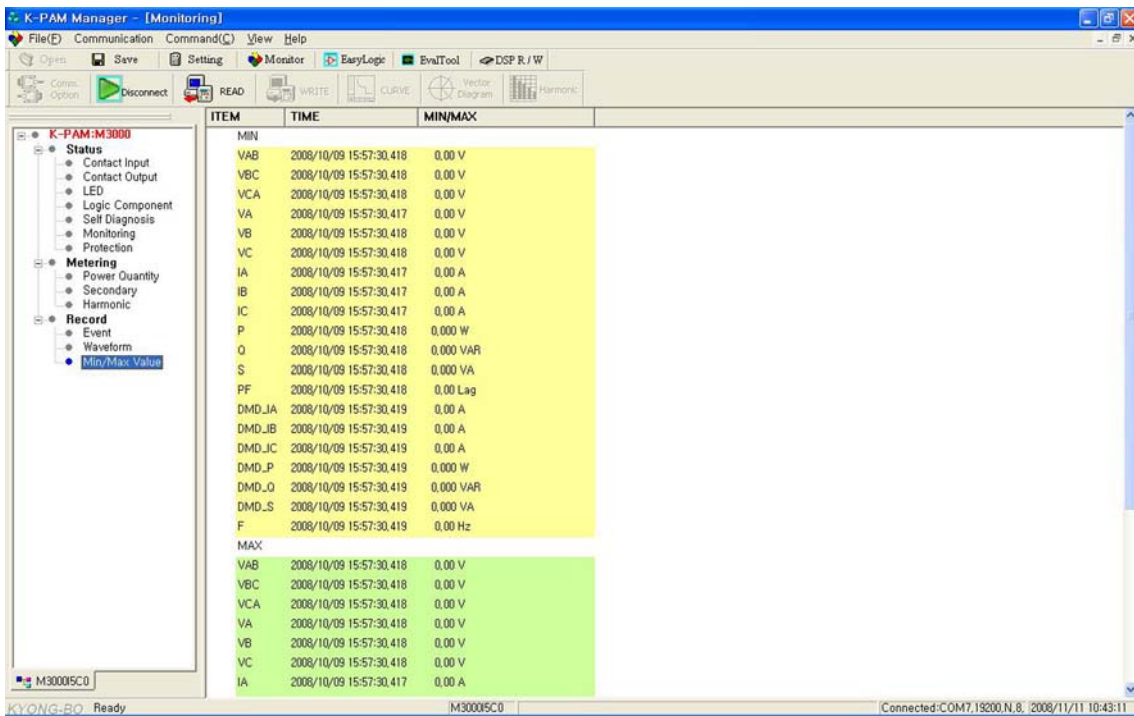 K-PAM Manager - [Monitoring]
File(F) Communication Command(C) View Help
Open Save Setting Monitor EasyLogic EvalTool DSP R / W
Comm. Option Disconnect READ WRITE CURVE Vector Diagram Harmonic
K-PAM:M3000
Status
Contact Input
Contact Output
LED
Logic Component
Self Diagnosis
Monitoring
Protection
Metering
Power Quantity
Secondary
Harmonic
Record
Event
Waveform
Min/Max Value
M3000I5C0
ITEM TIME MIN/MAX
MIN
VAB 2008/10/09 15:57:30,418 0,00 V
VBC 2008/10/09 15:57:30,418 0,00 V
VCA 2008/10/09 15:57:30,418 0,00 V
VA 2008/10/09 15:57:30,417 0,00 V
VB 2008/10/09 15:57:30,418 0,00 V
VC 2008/10/09 15:57:30,418 0,00 V
IA 2008/10/09 15:57:30,417 0,00 A
IB 2008/10/09 15:57:30,417 0,00 A
IC 2008/10/09 15:57:30,417 0,00 A
P 2008/10/09 15:57:30,418 0,000 W
Q 2008/10/09 15:57:30,418 0,000 VAR
S 2008/10/09 15:57:30,418 0,000 VA
PF 2008/10/09 15:57:30,418 0,00 Lag
DMD_IA 2008/10/09 15:57:30,419 0,00 A
DMD_IB 2008/10/09 15:57:30,419 0,00 A
DMD_IC 2008/10/09 15:57:30,419 0,00 A
DMD_P 2008/10/09 15:57:30,419 0,000 W
DMD_Q 2008/10/09 15:57:30,419 0,000 VAR
DMD_S 2008/10/09 15:57:30,419 0,000 VA
F 2008/10/09 15:57:30,419 0,00 Hz
MAX
VAB 2008/10/09 15:57:30,418 0,00 V
VBC 2008/10/09 15:57:30,418 0,00 V
VCA 2008/10/09 15:57:30,418 0,00 V
VA 2008/10/09 15:57:30,418 0,00 V
VB 2008/10/09 15:57:30,418 0,00 V
VC 2008/10/09 15:57:30,418 0,00 V
IA 2008/10/09 15:57:30,417 0,00 A
KYONG-BO Ready M3000I5C0 Connected:COM7,19200,N,8, 2008/11/11 10:43:11